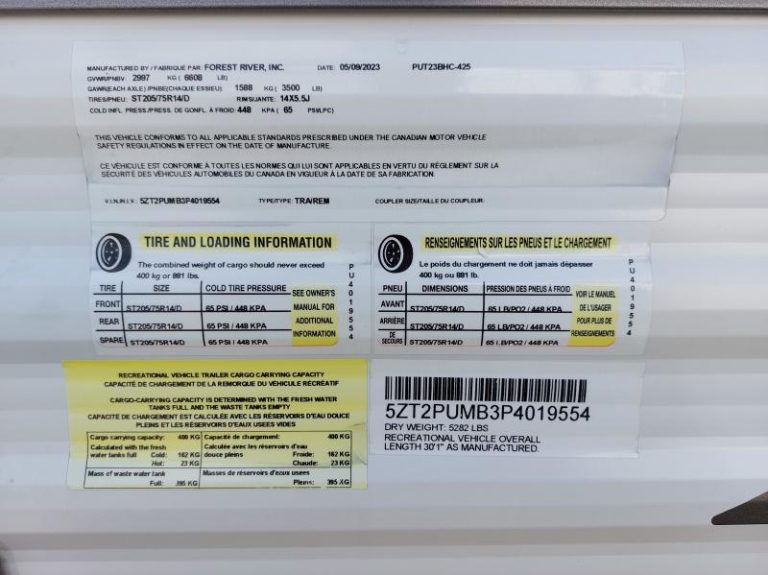 MANUFACTURED BY / FABRIQUÉ PAR: FOREST RIVER, INC. DATE: 05/09/2023 PUT23BHC-425
GVWR/PNBV: 2997 KG ( 6608 LB)
GAWR(EACH AXLE) /PNBE(CHAQUE ESSIEU) 1588 KG ( 3500 LB)
TIRES/PNEU: ST205/75R14/D RIMS/JANTE: 14X5.5J
COLD INFL. PRESS./PRESS. DE GONFL. À FROID: 448 KPA ( 65 PSI/LPC)
THIS VEHICLE CONFORMS TO ALL APPLICABLE STANDARDS PRESCRIBED UNDER THE CANADIAN MOTOR VEHICLE
SAFETY REGULATIONS IN EFFECT ON THE DATE OF MANUFACTURE.
CE VÉHICULE EST CONFORME À TOUTES LES NORMES QUI LUI SONT APPLICABLES EN VERTU DU RÈGLEMENT SUR LA
SÉCURITÉ DES VÉHICULES AUTOMOBILES DU CANADA EN VIGUEUR À LA DATE DE SA FABRICATION.
V.I.N./N.I.V.: 5ZT2PUMB3P4019554 TYPE/TYPE: TRA/REM COUPLER SIZE/TAILLE DU COUPLEUR:
TIRE AND LOADING INFORMATION
The combined weight of cargo should never exceed
400 kg or 881 lbs.
TIRE SIZE COLD TIRE PRESSURE
FRONT ST205/75R14/D 65 PSI / 448 KPA
REAR ST205/75R14/D 65 PSI / 448 KPA
SPARE ST205/75R14/D 65 PSI / 448 KPA
SEE OWNER'S
MANUAL FOR
ADDITIONAL
INFORMATION
PU4019554
RENSEIGNEMENTS SUR LES PNEUS ET LE CHARGEMENT
Le poids du chargement ne doit jamais dépasser
400 kg ou 881 lb.
PNEU DIMENSIONS PRESSION DES PNEUS À FROID
AVANT ST205/75R14/D 65 LB/PO2 / 448 KPA
ARRIÈRE ST205/75R14/D 65 LB/PO2 / 448 KPA
DE SECOURS ST205/75R14/D 65 LB/PO2 / 448 KPA
VOIR LE MANUEL
DE L'USAGER
POUR PLUS DE
RENSEIGNEMENTS
PU4019554
RECREATIONAL VEHICLE TRAILER CARGO CARRYING CAPACITY
CAPACITÉ DE CHARGEMENT DE LA REMORQUE DU VÉHICULE RÉCRÉATIF
CARGO-CARRYING CAPACITY IS DETERMINED WITH THE FRESH WATER
TANKS FULL AND THE WASTE TANKS EMPTY
CAPACITÉ DE CHARGEMENT EST CALCULÉE AVEC LES RÉSERVOIRS D'EAU DOUCE
PLEINS ET LES RÉSERVOIRS D'EAUX USEES VIDES
Cargo carrying capacity: 400 KG Capacité de chargement: 400 KG
Calculated with the fresh Calculée avec les réservoirs d'eau
water tanks full Cold: 162 KG douce pleins Froide: 162 KG
Hot: 23 KG Chaude: 23 KG
Mass of waste water tank Masses de réservoirs d'eaux usees
Full: 395 KG Pleins: 395 KG
5ZT2PUMB3P4019554
DRY WEIGHT: 5282 LBS
RECREATIONAL VEHICLE OVERALL
LENGTH 30'1" AS MANUFACTURED.